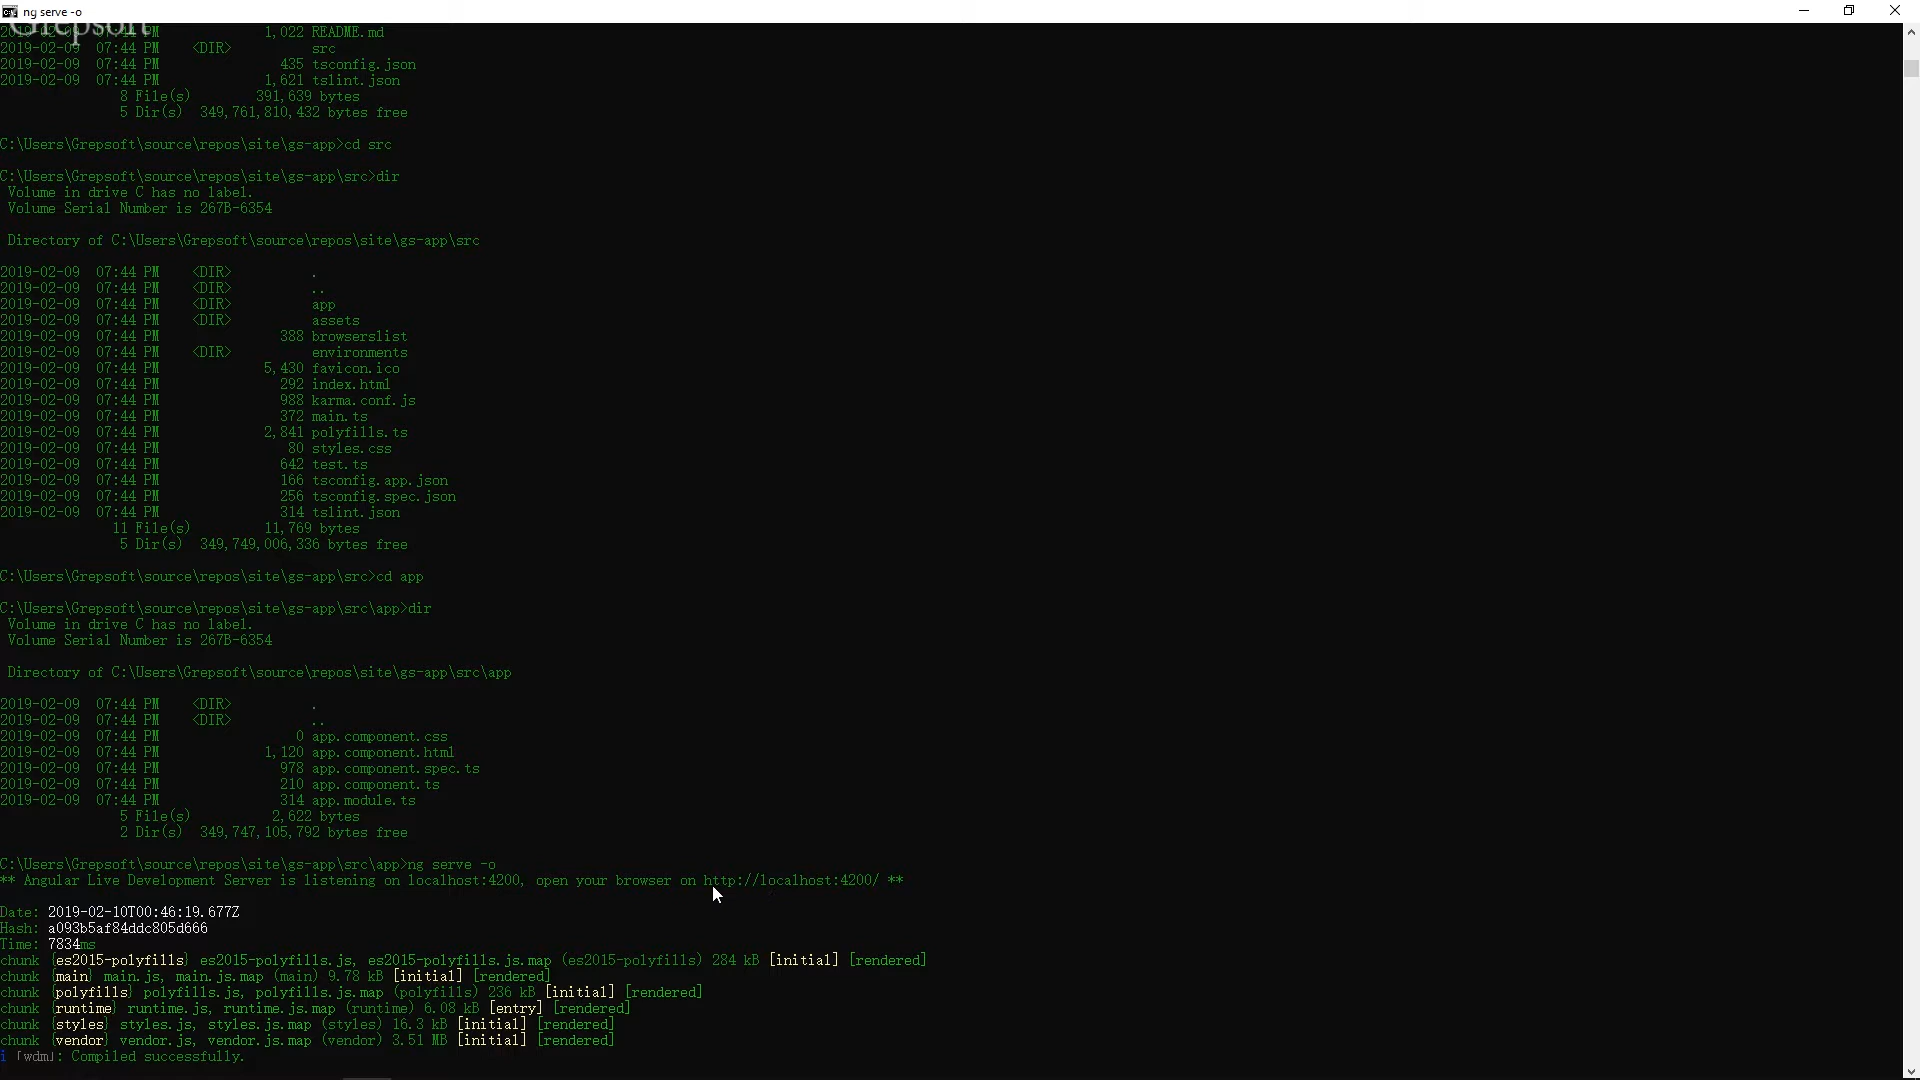 ng serve -o
Grepsoft
2019-02-09  07:44 PM             1,022 README.md
2019-02-09  07:44 PM    <DIR>          src
2019-02-09  07:44 PM               435 tsconfig.json
2019-02-09  07:44 PM             1,621 tslint.json
               8 File(s)        391,639 bytes
               5 Dir(s)  349,761,810,432 bytes free
C:\Users\Grepsoft\source\repos\site\gs-app>cd src
C:\Users\Grepsoft\source\repos\site\gs-app\src>dir
 Volume in drive C has no label.
 Volume Serial Number is 267B-6354
 Directory of C:\Users\Grepsoft\source\repos\site\gs-app\src
2019-02-09  07:44 PM    <DIR>          .
2019-02-09  07:44 PM    <DIR>          ..
2019-02-09  07:44 PM    <DIR>          app
2019-02-09  07:44 PM    <DIR>          assets
2019-02-09  07:44 PM               388 browserslist
2019-02-09  07:44 PM    <DIR>          environments
2019-02-09  07:44 PM             5,430 favicon.ico
2019-02-09  07:44 PM               292 index.html
2019-02-09  07:44 PM               988 karma.conf.js
2019-02-09  07:44 PM               372 main.ts
2019-02-09  07:44 PM             2,841 polyfills.ts
2019-02-09  07:44 PM                80 styles.css
2019-02-09  07:44 PM               642 test.ts
2019-02-09  07:44 PM               166 tsconfig.app.json
2019-02-09  07:44 PM               256 tsconfig.spec.json
2019-02-09  07:44 PM               314 tslint.json
              11 File(s)         11,769 bytes
               5 Dir(s)  349,749,006,336 bytes free
C:\Users\Grepsoft\source\repos\site\gs-app\src>cd app
C:\Users\Grepsoft\source\repos\site\gs-app\src\app>dir
 Volume in drive C has no label.
 Volume Serial Number is 267B-6354
 Directory of C:\Users\Grepsoft\source\repos\site\gs-app\src\app
2019-02-09  07:44 PM    <DIR>          .
2019-02-09  07:44 PM    <DIR>          ..
2019-02-09  07:44 PM                 0 app.component.css
2019-02-09  07:44 PM             1,120 app.component.html
2019-02-09  07:44 PM               978 app.component.spec.ts
2019-02-09  07:44 PM               210 app.component.ts
2019-02-09  07:44 PM               314 app.module.ts
               5 File(s)          2,622 bytes
               2 Dir(s)  349,747,105,792 bytes free
C:\Users\Grepsoft\source\repos\site\gs-app\src\app>ng serve -o
** Angular Live Development Server is listening on localhost:4200, open your browser on http://localhost:4200/ **
Date: 2019-02-10T00:46:19.677Z
Hash: a093b5af84ddc805d666
Time: 7834ms
chunk {es2015-polyfills} es2015-polyfills.js, es2015-polyfills.js.map (es2015-polyfills) 284 kB [initial] [rendered]
chunk {main} main.js, main.js.map (main) 9.78 kB [initial] [rendered]
chunk {polyfills} polyfills.js, polyfills.js.map (polyfills) 236 kB [initial] [rendered]
chunk {runtime} runtime.js, runtime.js.map (runtime) 6.08 kB [entry] [rendered]
chunk {styles} styles.js, styles.js.map (styles) 16.3 kB [initial] [rendered]
chunk {vendor} vendor.js, vendor.js.map (vendor) 3.51 MB [initial] [rendered]
i ｢wdm｣: Compiled successfully.